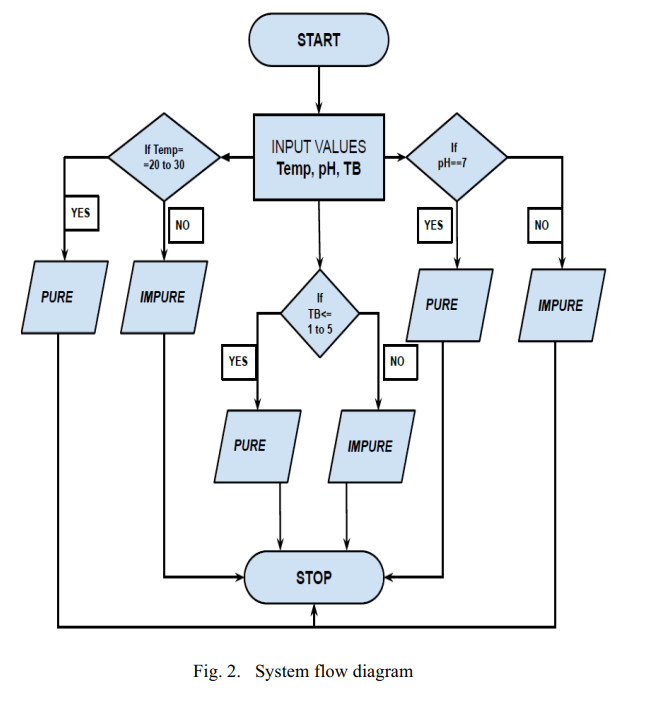 START
INPUT VALUES
Temp, pH, TB
If Temp=
=20 to 30
If
pH==7
YES
NO
YES
NO
PURE
IMPURE
If
TB<=
1 to 5
PURE
IMPURE
YES
NO
PURE
IMPURE
STOP
Fig. 2. System flow diagram